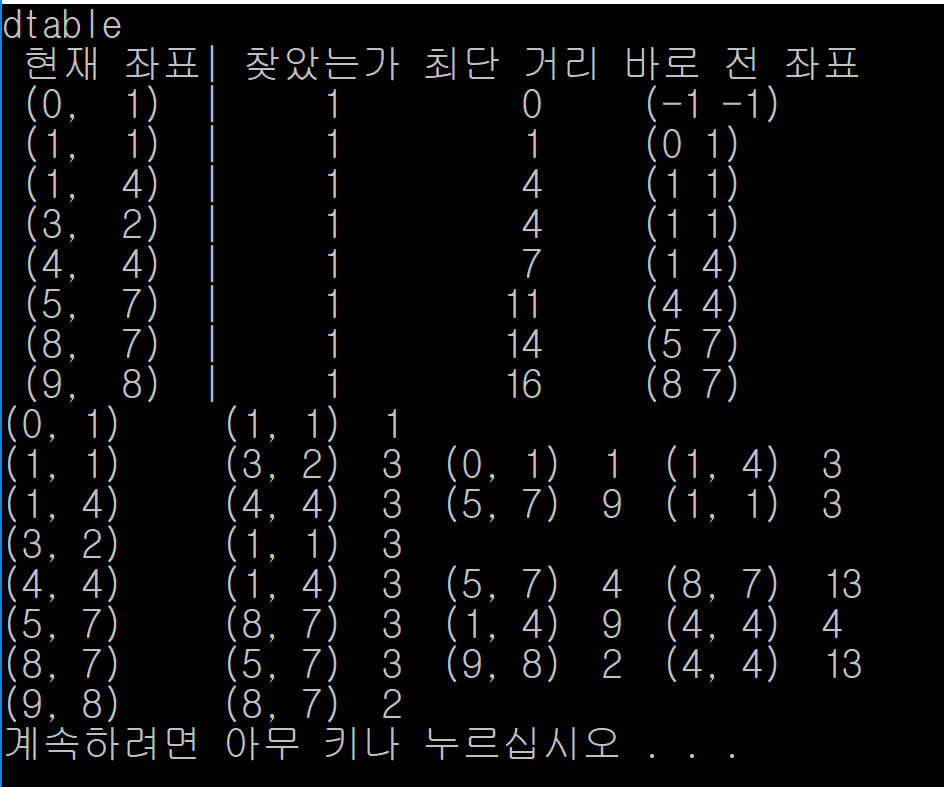 dtable
현재 좌표| 찾았는가 최단 거리 바로 전 좌표
(0, 1) | 1 0 (-1 -1)
(1, 1) | 1 1 (0 1)
(1, 4) | 1 4 (1 1)
(3, 2) | 1 4 (1 1)
(4, 4) | 1 7 (1 4)
(5, 7) | 1 11 (4 4)
(8, 7) | 1 14 (5 7)
(9, 8) | 1 16 (8 7)
(0, 1) (1, 1) 1
(1, 1) (3, 2) 3 (0, 1) 1 (1, 4) 3
(1, 4) (4, 4) 3 (5, 7) 9 (1, 1) 3
(3, 2) (1, 1) 3
(4, 4) (1, 4) 3 (5, 7) 4 (8, 7) 13
(5, 7) (8, 7) 3 (1, 4) 9 (4, 4) 4
(8, 7) (5, 7) 3 (9, 8) 2 (4, 4) 13
(9, 8) (8, 7) 2
계속하려면 아무 키나 누르십시오 . . .